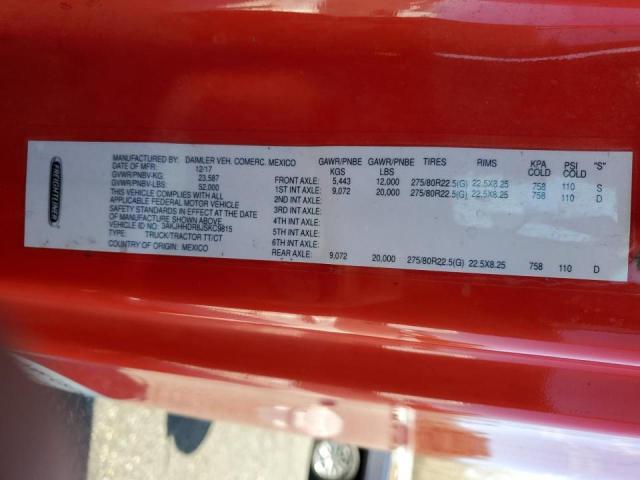 FREIGHTLINER
MANUFACTURED BY: DAIMLER VEH. COMERC. MEXICO
DATE OF MFR: 12/17
GVWR/PNBV-KG: 23,587
GVWR/PNBV-LBS: 52,000
THIS VEHICLE COMPLIES WITH ALL
APPLICABLE FEDERAL MOTOR VEHICLE
SAFETY STANDARDS IN EFFECT AT THE DATE
OF MANUFACTURE SHOWN ABOVE
VEHICLE ID NO: 3AKJHHDR8JSKC9815
TYPE: TRUCK/TRACTOR TT/CT
COUNTRY OF ORIGIN: MEXICO
GAWR/PNBE GAWR/PNBE TIRES RIMS KPA PSI "S"
KGS LBS COLD COLD
FRONT AXLE: 5,443 12,000 275/80R22.5(G) 22.5X8.25 758 110 S
1ST INT AXLE: 9,072 20,000 275/80R22.5(G) 22.5X8.25 758 110 D
2ND INT AXLE:
3RD INT AXLE:
4TH INT AXLE:
5TH INT AXLE:
6TH INT AXLE:
REAR AXLE: 9,072 20,000 275/80R22.5(G) 22.5X8.25 758 110 D